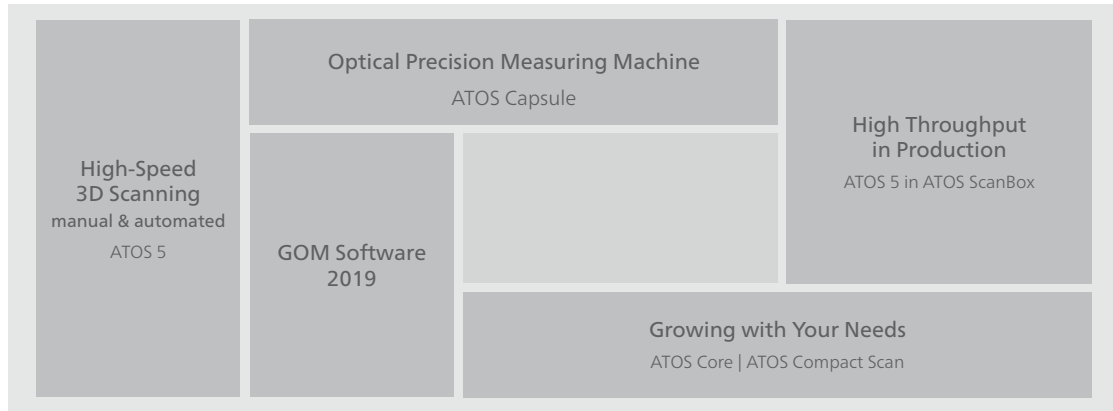 High-Speed
3D Scanning
manual & automated
ATOS 5
Optical Precision Measuring Machine
ATOS Capsule
GOM Software
2019
High Throughput
in Production
ATOS 5 in ATOS ScanBox
Growing with Your Needs
ATOS Core | ATOS Compact Scan